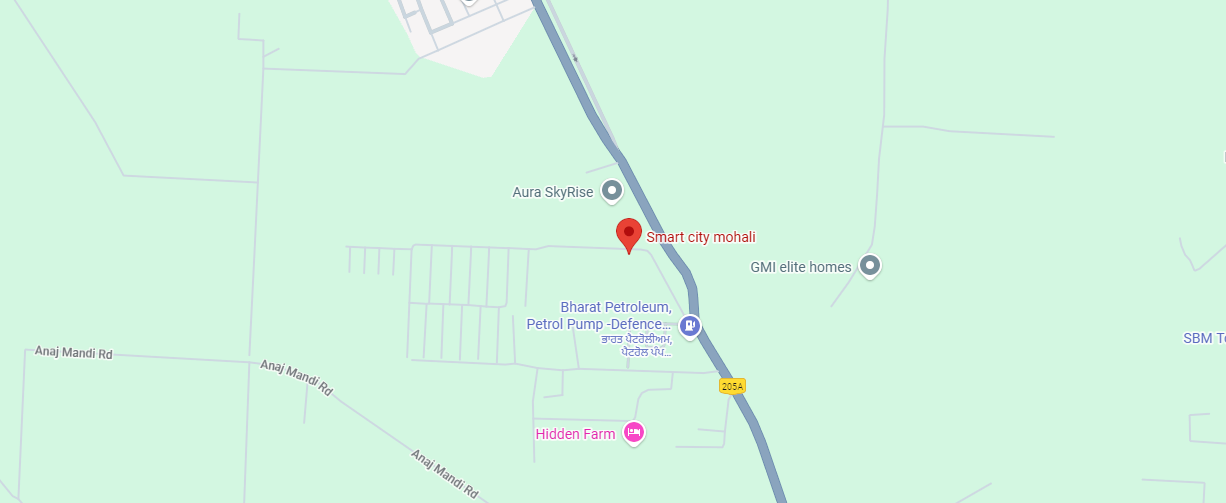 Aura SkyRise
Smart city mohali
GMI elite homes
Bharat Petroleum,
Petrol Pump -Defence...
ਭਾਰਤ ਪੈਟਰੋਲੀਅਮ,
ਪੈਟਰੋਲ ਪੰਪ...
SBM
Anaj Mandi Rd
Anaj Mandi Rd
205A
Hidden Farm
Anaj Mandi Rd